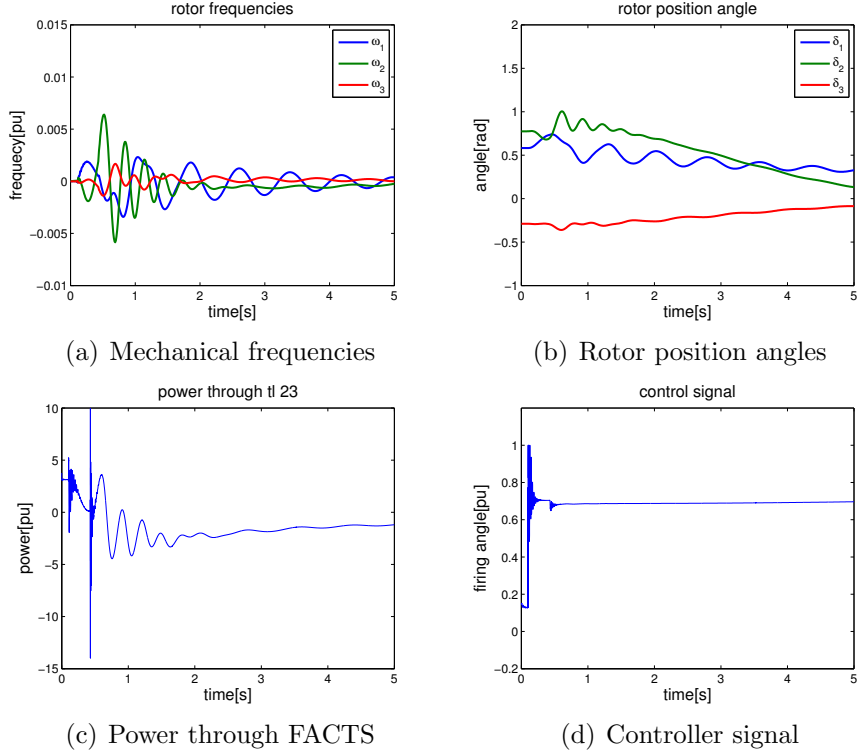 rotor frequencies
ω1
ω2
ω3
0.015
0.01
0.005
0
−0.005
−0.01
frequecy[pu]
0 1 2 3 4 5
time[s]
(a) Mechanical frequencies
rotor position angle
δ1
δ2
δ3
2
1.5
1
0.5
0
−0.5
−1
angle[rad]
0 1 2 3 4 5
time[s]
(b) Rotor position angles
power through tl 23
10
5
0
−5
−10
−15
power[pu]
0 1 2 3 4 5
time[s]
(c) Power through FACTS
control signal
1
0.8
0.6
0.4
0.2
0
−0.2
firing angle[pu]
0 1 2 3 4 5
time[s]
(d) Controller signal